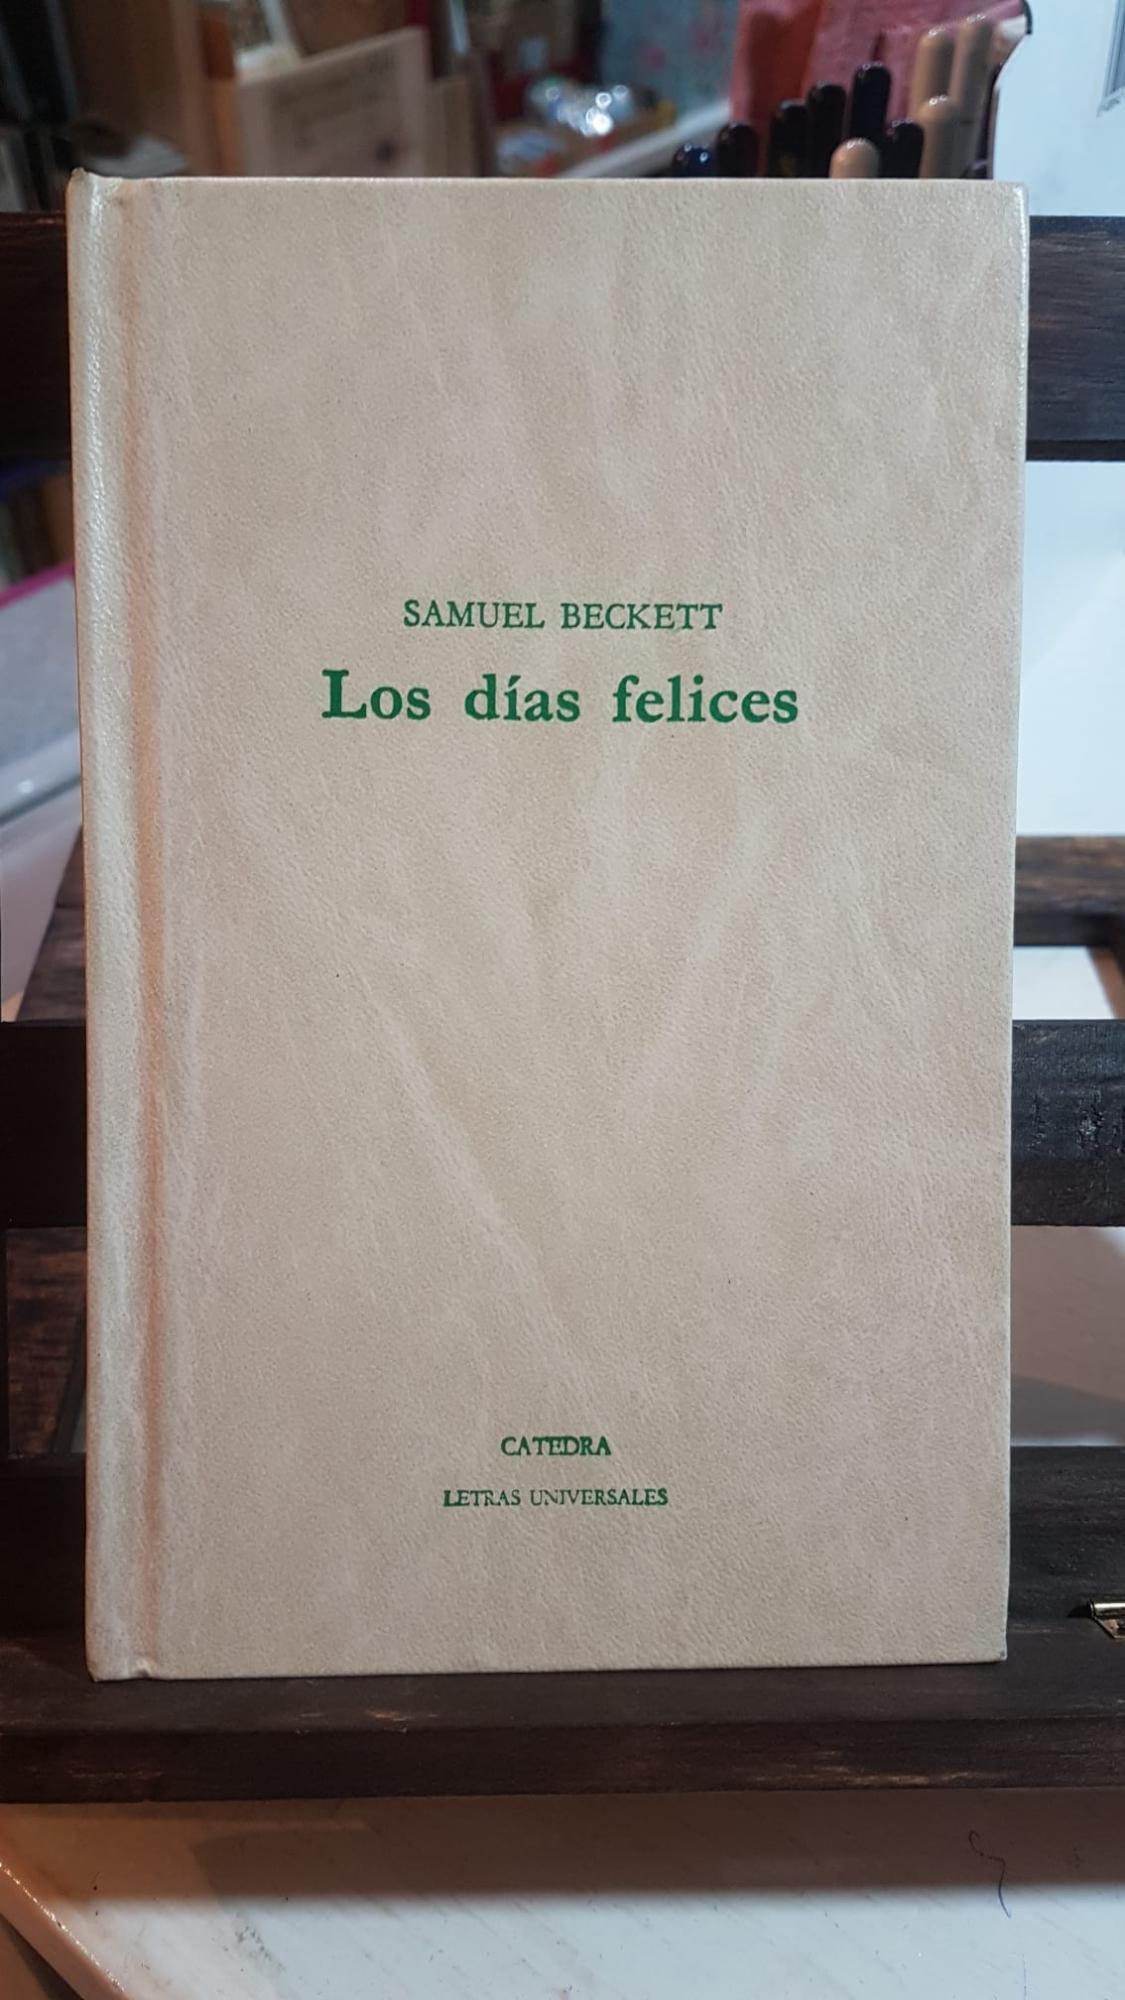 SAMUEL BECKETT
Los días felices
CATEDRA
LETRAS UNIVERSALES